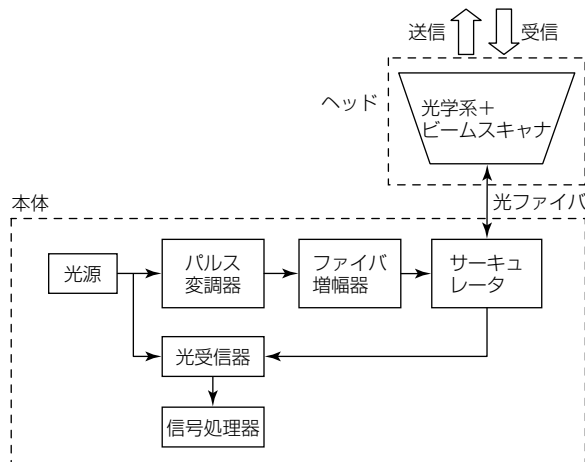 送信
受信
ヘッド
光学系＋
ビームスキャナ
光ファイバ
本体
光源
パルス
変調器
ファイバ
増幅器
サーキュ
レータ
光受信器
信号処理器